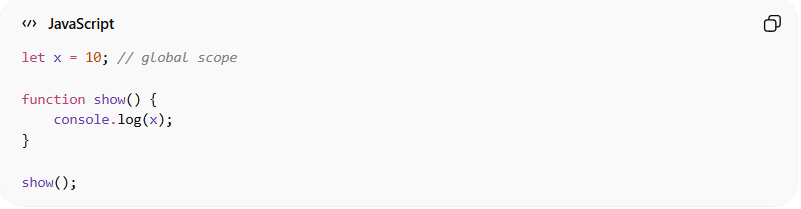 </> JavaScript
let x = 10; // global scope
function show() {
    console.log(x);
}
show();